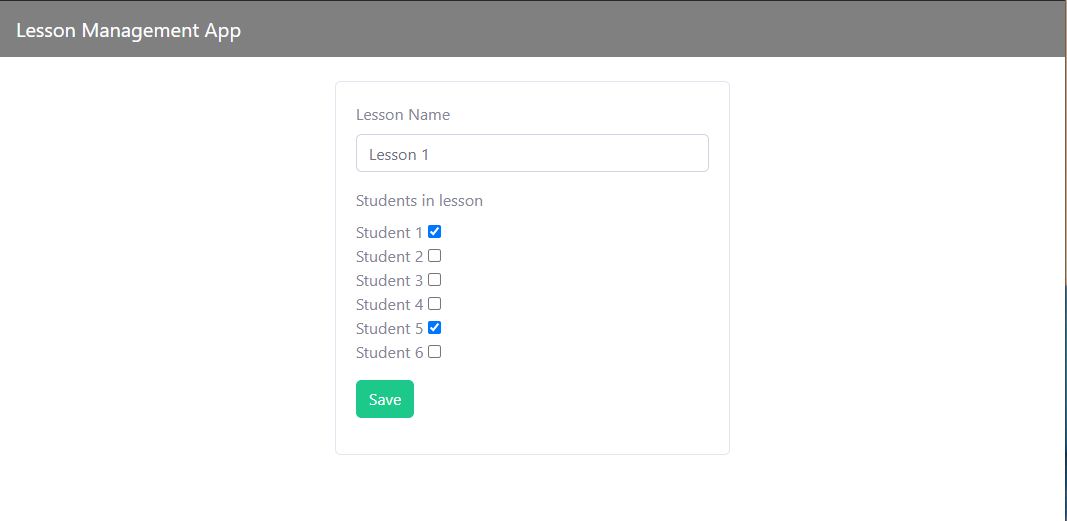 Lesson Management App
Lesson Name
Lesson 1
Students in lesson
Student 1
Student 2
Student 3
Student 4
Student 5
Student 6
Save